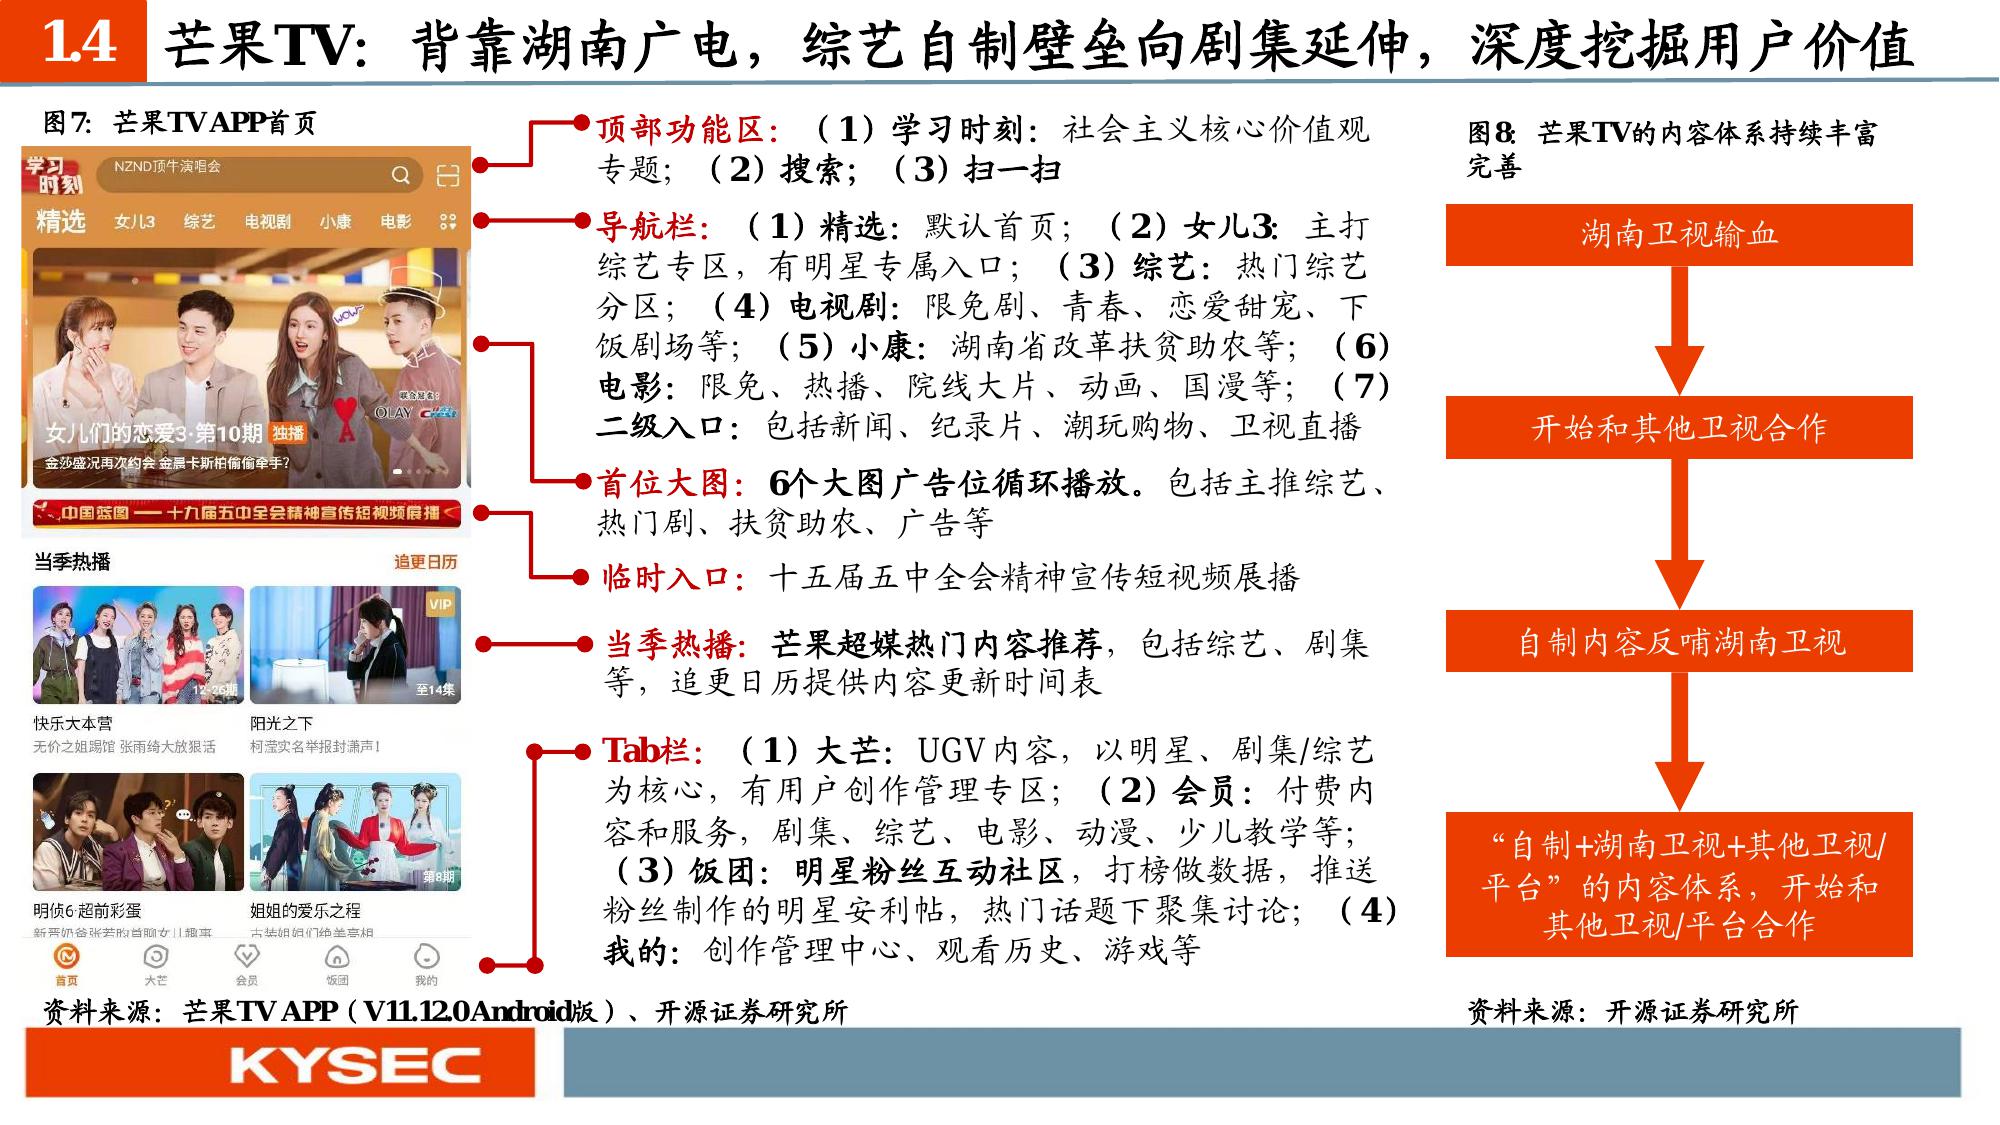 1.4 芒果TV：背靠湖南广电，综艺自制壁垒向剧集延伸，深度挖掘用户价值
图7：芒果TV APP首页
学习
时刻
NZND顶牛演唱会
精选 女儿3 综艺 电视剧 小康 电影
WOW
联合冠名：
OLAY Crest
女儿们的恋爱3·第10期 独播
金莎盛况再次约会 金晨卡斯柏偷偷牵手？
中国蓝图 — 十九届五中全会精神宣传短视频展播
当季热播 追更日历
VIP
12-26期 至14集
快乐大本营 阳光之下
无价之姐踢馆 张雨绮大放狠话 柯滢实名举报封潇声！
第8期
明侦6·超前彩蛋 姐姐的爱乐之程
首页 大芒 会员 饭团 我的
资料来源：芒果TV APP（V11.12.0Android版）、开源证券研究所
顶部功能区：（1）学习时刻：社会主义核心价值观
专题；（2）搜索；（3）扫一扫
导航栏：（1）精选：默认首页；（2）女儿3：主打
综艺专区，有明星专属入口；（3）综艺：热门综艺
分区；（4）电视剧：限免剧、青春、恋爱甜宠、下
饭剧场等；（5）小康：湖南省改革扶贫助农等；（6）
电影：限免、热播、院线大片、动画、国漫等；（7）
二级入口：包括新闻、纪录片、潮玩购物、卫视直播
首位大图：6个大图广告位循环播放。包括主推综艺、
热门剧、扶贫助农、广告等
临时入口：十五届五中全会精神宣传短视频展播
当季热播：芒果超媒热门内容推荐，包括综艺、剧集
等，追更日历提供内容更新时间表
Tab栏：（1）大芒：UGV内容，以明星、剧集/综艺
为核心，有用户创作管理专区；（2）会员：付费内
容和服务，剧集、综艺、电影、动漫、少儿教学等；
（3）饭团：明星粉丝互动社区，打榜做数据，推送
粉丝制作的明星安利帖，热门话题下聚集讨论；（4）
我的：创作管理中心、观看历史、游戏等
图8：芒果TV的内容体系持续丰富
完善
湖南卫视输血
开始和其他卫视合作
自制内容反哺湖南卫视
“自制+湖南卫视+其他卫视/
平台”的内容体系，开始和
其他卫视/平台合作
资料来源：开源证券研究所
KYSEC